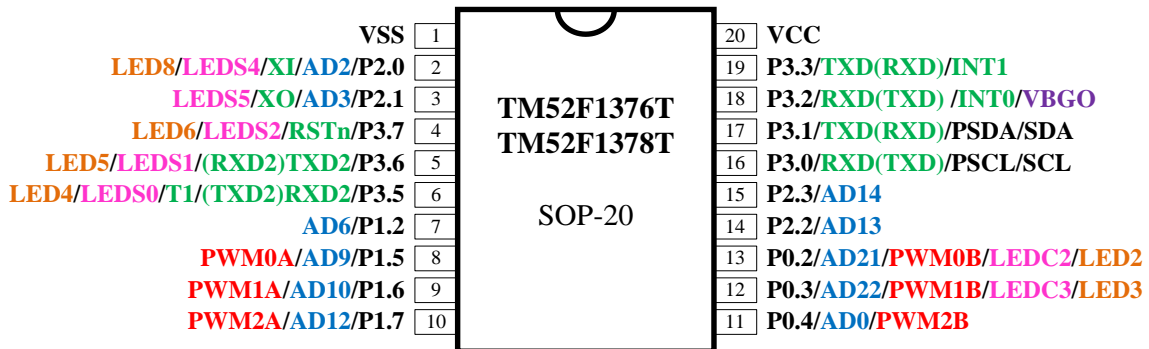 VSS 1 20 VCC
LED8/LEDS4/XI/AD2/P2.0 2 19 P3.3/TXD(RXD)/INT1
LEDS5/XO/AD3/P2.1 3 18 P3.2/RXD(TXD) /INT0/VBGO
TM52F1376T
LED6/LEDS2/RSTn/P3.7 4 17 P3.1/TXD(RXD)/PSDA/SDA
TM52F1378T
LED5/LEDS1/(RXD2)TXD2/P3.6 5 16 P3.0/RXD(TXD)/PSCL/SCL
LED4/LEDS0/T1/(TXD2)RXD2/P3.5 6 15 P2.3/AD14
SOP-20
AD6/P1.2 7 14 P2.2/AD13
PWM0A/AD9/P1.5 8 13 P0.2/AD21/PWM0B/LEDC2/LED2
PWM1A/AD10/P1.6 9 12 P0.3/AD22/PWM1B/LEDC3/LED3
PWM2A/AD12/P1.7 10 11 P0.4/AD0/PWM2B